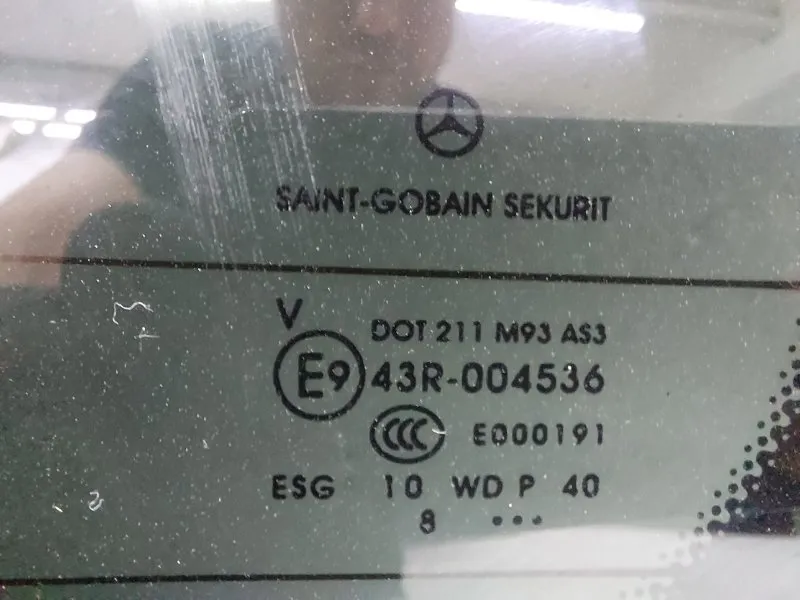 SAINT-GOBAIN SEKURIT
V
DOT 211 M93 AS3
E9 43R-004536
CCC E000191
ESG 10 WD P 40
8 •••